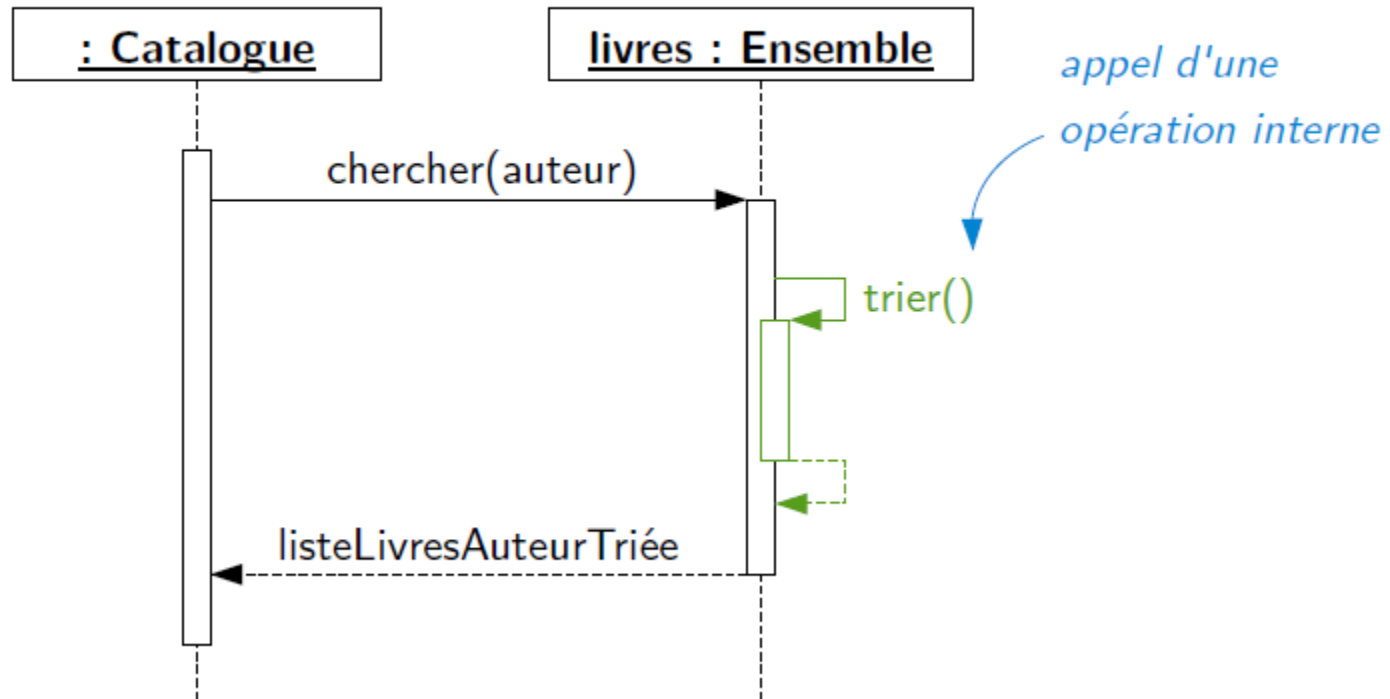 : Catalogue
livres : Ensemble
appel d'une
opération interne
chercher(auteur)
trier()
listeLivresAuteurTriée